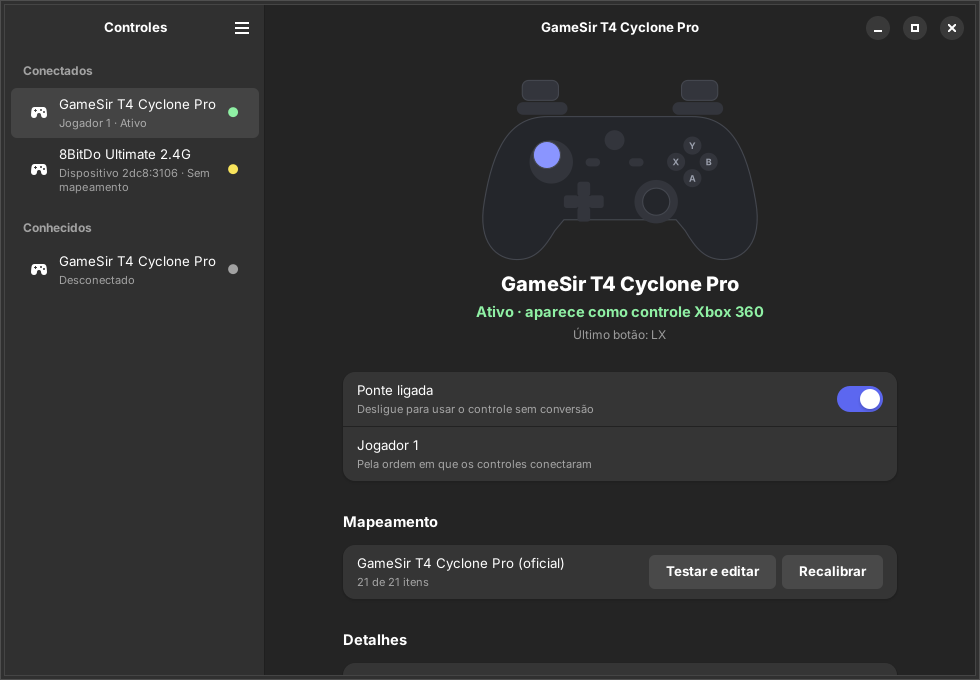 Controles
GameSir T4 Cyclone Pro
Conectados
GameSir T4 Cyclone Pro
Jogador 1 · Ativo
8BitDo Ultimate 2.4G
Dispositivo 2dc8:3106 · Sem
mapeamento
Conhecidos
GameSir T4 Cyclone Pro
Desconectado
Y
X
B
A
GameSir T4 Cyclone Pro
Ativo · aparece como controle Xbox 360
Último botão: LX
Ponte ligada
Desligue para usar o controle sem conversão
Jogador 1
Pela ordem em que os controles conectaram
Mapeamento
GameSir T4 Cyclone Pro (oficial)
21 de 21 itens
Testar e editar
Recalibrar
Detalhes